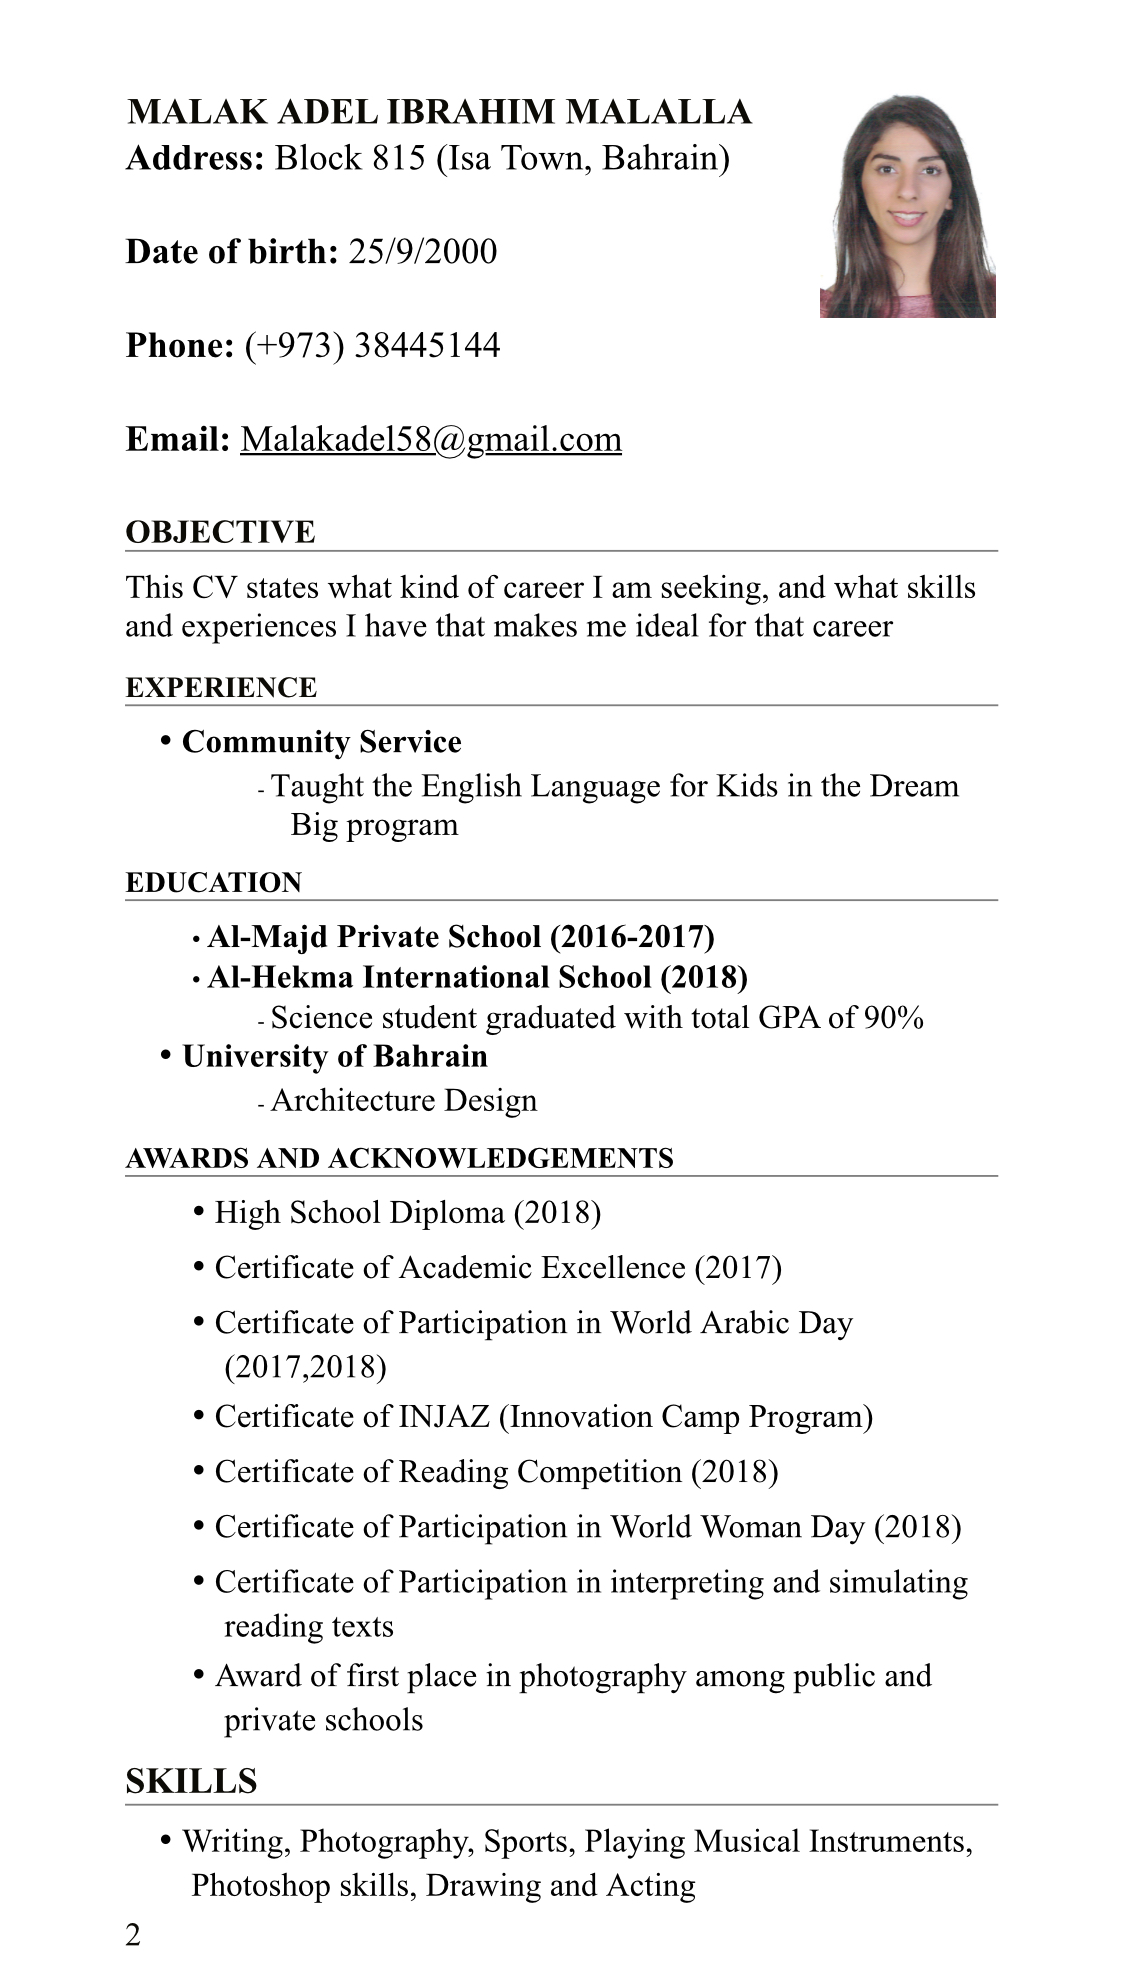 MALAK ADEL IBRAHIM MALALLA
Address: Block 815 (Isa Town, Bahrain)
Date of birth: 25/9/2000
Phone: (+973) 38445144
Email: Malakadel58@gmail.com
OBJECTIVE
This CV states what kind of career I am seeking, and what skills
and experiences I have that makes me ideal for that career
EXPERIENCE
• Community Service
- Taught the English Language for Kids in the Dream
Big program
EDUCATION
• Al-Majd Private School (2016-2017)
• Al-Hekma International School (2018)
- Science student graduated with total GPA of 90%
• University of Bahrain
- Architecture Design
AWARDS AND ACKNOWLEDGEMENTS
• High School Diploma (2018)
• Certificate of Academic Excellence (2017)
• Certificate of Participation in World Arabic Day
(2017,2018)
• Certificate of INJAZ (Innovation Camp Program)
• Certificate of Reading Competition (2018)
• Certificate of Participation in World Woman Day (2018)
• Certificate of Participation in interpreting and simulating
reading texts
• Award of first place in photography among public and
private schools
SKILLS
• Writing, Photography, Sports, Playing Musical Instruments,
Photoshop skills, Drawing and Acting
2